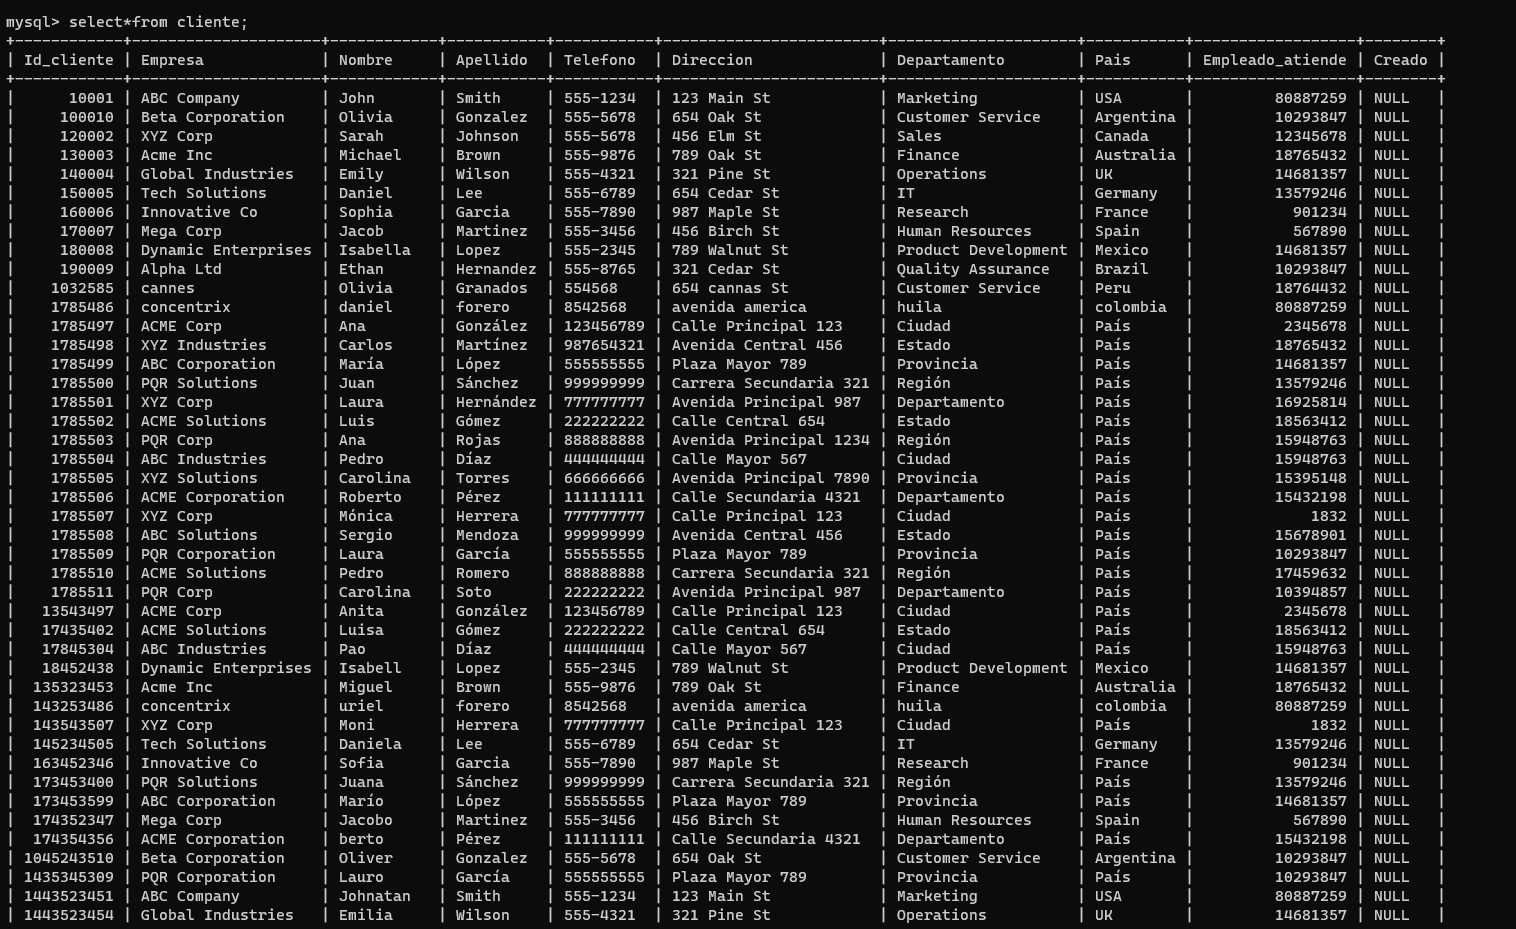 mysql> select*from cliente;
+------------+---------------------+------------+-----------+------------+------------------------+---------------------+-----------+------------------+--------+
| Id_cliente | Empresa | Nombre | Apellido | Telefono | Direccion | Departamento | Pais | Empleado_atiende | Creado |
+------------+---------------------+------------+-----------+------------+------------------------+---------------------+-----------+------------------+--------+
| 10001 | ABC Company | John | Smith | 555-1234 | 123 Main St | Marketing | USA | 80887259 | NULL |
| 100010 | Beta Corporation | Olivia | Gonzalez | 555-5678 | 654 Oak St | Customer Service | Argentina | 10293847 | NULL |
| 120002 | XYZ Corp | Sarah | Johnson | 555-5678 | 456 Elm St | Sales | Canada | 12345678 | NULL |
| 130003 | Acme Inc | Michael | Brown | 555-9876 | 789 Oak St | Finance | Australia | 18765432 | NULL |
| 140004 | Global Industries | Emily | Wilson | 555-4321 | 321 Pine St | Operations | UK | 14681357 | NULL |
| 150005 | Tech Solutions | Daniel | Lee | 555-6789 | 654 Cedar St | IT | Germany | 13579246 | NULL |
| 160006 | Innovative Co | Sophia | Garcia | 555-7890 | 987 Maple St | Research | France | 901234 | NULL |
| 170007 | Mega Corp | Jacob | Martinez | 555-3456 | 456 Birch St | Human Resources | Spain | 567890 | NULL |
| 180008 | Dynamic Enterprises | Isabella | Lopez | 555-2345 | 789 Walnut St | Product Development | Mexico | 14681357 | NULL |
| 190009 | Alpha Ltd | Ethan | Hernandez | 555-8765 | 321 Cedar St | Quality Assurance | Brazil | 10293847 | NULL |
| 1032585 | cannes | Olivia | Granados | 554568 | 654 cannas St | Customer Service | Peru | 18764432 | NULL |
| 1785486 | concentrix | daniel | forero | 8542568 | avenida america | huila | colombia | 80887259 | NULL |
| 1785497 | ACME Corp | Ana | González | 123456789 | Calle Principal 123 | Ciudad | País | 2345678 | NULL |
| 1785498 | XYZ Industries | Carlos | Martínez | 987654321 | Avenida Central 456 | Estado | País | 18765432 | NULL |
| 1785499 | ABC Corporation | María | López | 555555555 | Plaza Mayor 789 | Provincia | País | 14681357 | NULL |
| 1785500 | PQR Solutions | Juan | Sánchez | 999999999 | Carrera Secundaria 321 | Región | País | 13579246 | NULL |
| 1785501 | XYZ Corp | Laura | Hernández | 777777777 | Avenida Principal 987 | Departamento | País | 16925814 | NULL |
| 1785502 | ACME Solutions | Luis | Gómez | 222222222 | Calle Central 654 | Estado | País | 18563412 | NULL |
| 1785503 | PQR Corp | Ana | Rojas | 888888888 | Avenida Principal 1234 | Región | País | 15948763 | NULL |
| 1785504 | ABC Industries | Pedro | Díaz | 444444444 | Calle Mayor 567 | Ciudad | País | 15948763 | NULL |
| 1785505 | XYZ Solutions | Carolina | Torres | 666666666 | Avenida Principal 7890 | Provincia | País | 15395148 | NULL |
| 1785506 | ACME Corporation | Roberto | Pérez | 111111111 | Calle Secundaria 4321 | Departamento | País | 15432198 | NULL |
| 1785507 | XYZ Corp | Mónica | Herrera | 777777777 | Calle Principal 123 | Ciudad | País | 1832 | NULL |
| 1785508 | ABC Solutions | Sergio | Mendoza | 999999999 | Avenida Central 456 | Estado | País | 15678901 | NULL |
| 1785509 | PQR Corporation | Laura | García | 555555555 | Plaza Mayor 789 | Provincia | País | 10293847 | NULL |
| 1785510 | ACME Solutions | Pedro | Romero | 888888888 | Carrera Secundaria 321 | Región | País | 17459632 | NULL |
| 1785511 | PQR Corp | Carolina | Soto | 222222222 | Avenida Principal 987 | Departamento | País | 10394857 | NULL |
| 13543497 | ACME Corp | Anita | González | 123456789 | Calle Principal 123 | Ciudad | País | 2345678 | NULL |
| 17435402 | ACME Solutions | Luisa | Gómez | 222222222 | Calle Central 654 | Estado | País | 18563412 | NULL |
| 17845304 | ABC Industries | Pao | Díaz | 444444444 | Calle Mayor 567 | Ciudad | País | 15948763 | NULL |
| 18452438 | Dynamic Enterprises | Isabell | Lopez | 555-2345 | 789 Walnut St | Product Development | Mexico | 14681357 | NULL |
| 135323453 | Acme Inc | Miguel | Brown | 555-9876 | 789 Oak St | Finance | Australia | 18765432 | NULL |
| 143253486 | concentrix | uriel | forero | 8542568 | avenida america | huila | colombia | 80887259 | NULL |
| 143543507 | XYZ Corp | Moni | Herrera | 777777777 | Calle Principal 123 | Ciudad | País | 1832 | NULL |
| 145234505 | Tech Solutions | Daniela | Lee | 555-6789 | 654 Cedar St | IT | Germany | 13579246 | NULL |
| 163452346 | Innovative Co | Sofia | Garcia | 555-7890 | 987 Maple St | Research | France | 901234 | NULL |
| 173453400 | PQR Solutions | Juana | Sánchez | 999999999 | Carrera Secundaria 321 | Región | País | 13579246 | NULL |
| 173453599 | ABC Corporation | Marío | López | 555555555 | Plaza Mayor 789 | Provincia | País | 14681357 | NULL |
| 174352347 | Mega Corp | Jacobo | Martinez | 555-3456 | 456 Birch St | Human Resources | Spain | 567890 | NULL |
| 174354356 | ACME Corporation | berto | Pérez | 111111111 | Calle Secundaria 4321 | Departamento | País | 15432198 | NULL |
| 1045243510 | Beta Corporation | Oliver | Gonzalez | 555-5678 | 654 Oak St | Customer Service | Argentina | 10293847 | NULL |
| 1435345309 | PQR Corporation | Lauro | García | 555555555 | Plaza Mayor 789 | Provincia | País | 10293847 | NULL |
| 1443523451 | ABC Company | Johnatan | Smith | 555-1234 | 123 Main St | Marketing | USA | 80887259 | NULL |
| 1443523454 | Global Industries | Emilia | Wilson | 555-4321 | 321 Pine St | Operations | UK | 14681357 | NULL |